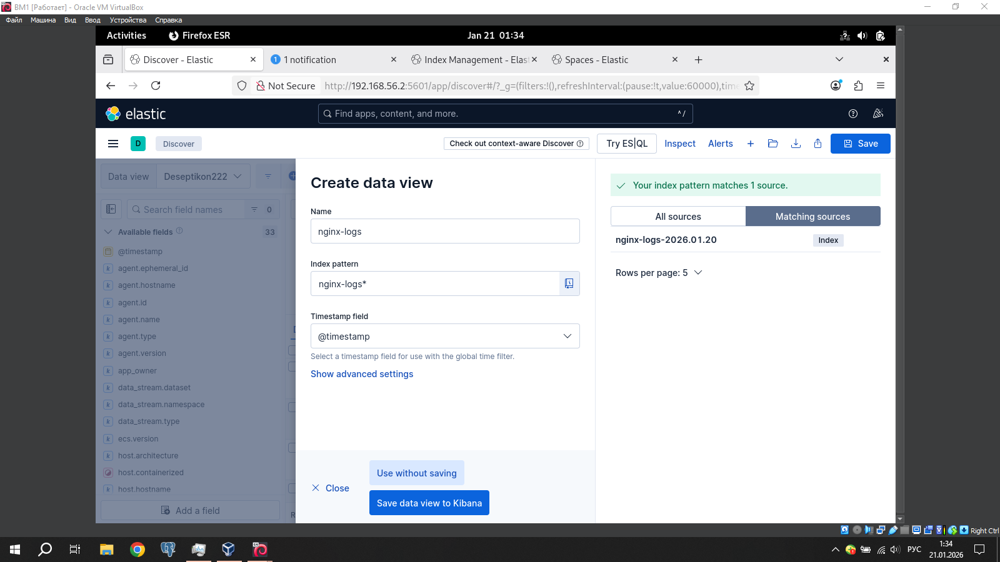 ВМ1 [Работает] - Oracle VM VirtualBox
Файл Машина Вид Ввод Устройства Справка
Activities Firefox ESR Jan 21 01:34
Discover - Elastic 1 1 notification Index Management - Elast Spaces - Elastic
Not Secure http://192.168.56.2:5601/app/discover#/?_g=(filters:!(),refreshInterval:(pause:!t,value:60000),time
elastic Find apps, content, and more. ^/
D Discover Check out context-aware Discover Try ES|QL Inspect Alerts Save
Data view Deseptikon222
Search field names 0
Available fields 33
@timestamp
agent.ephemeral_id
agent.hostname
agent.id
agent.name
agent.type
agent.version
app_owner
data_stream.dataset
data_stream.namespace
data_stream.type
ecs.version
host.architecture
host.containerized
host.hostname
Add a field
Create data view
Name
nginx-logs
Index pattern
nginx-logs*
Timestamp field
@timestamp
Select a timestamp field for use with the global time filter.
Show advanced settings
Close
Use without saving
Save data view to Kibana
Your index pattern matches 1 source.
All sources Matching sources
nginx-logs-2026.01.20 Index
Rows per page: 5
Right Ctrl
РУС
1:34
21.01.2026